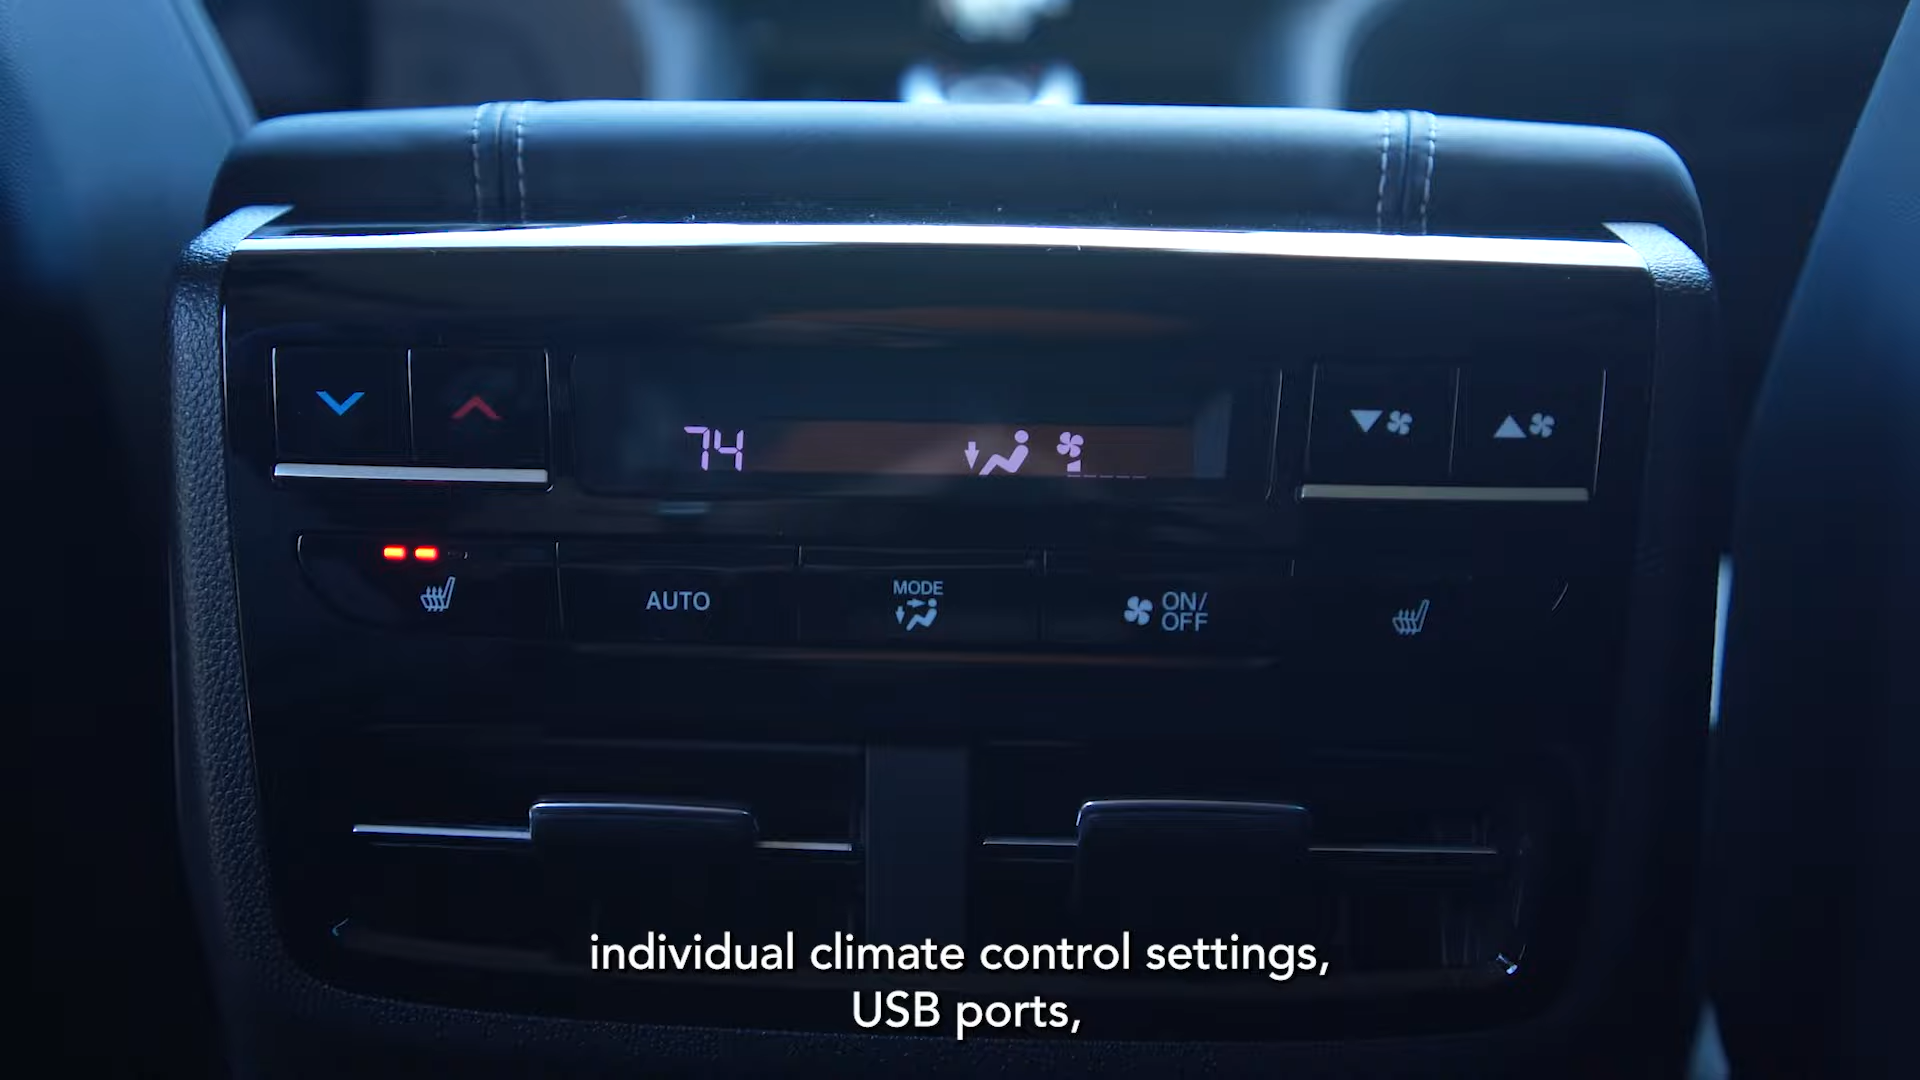 74
AUTO
MODE
ON/
OFF
individual climate control settings,
USB ports,